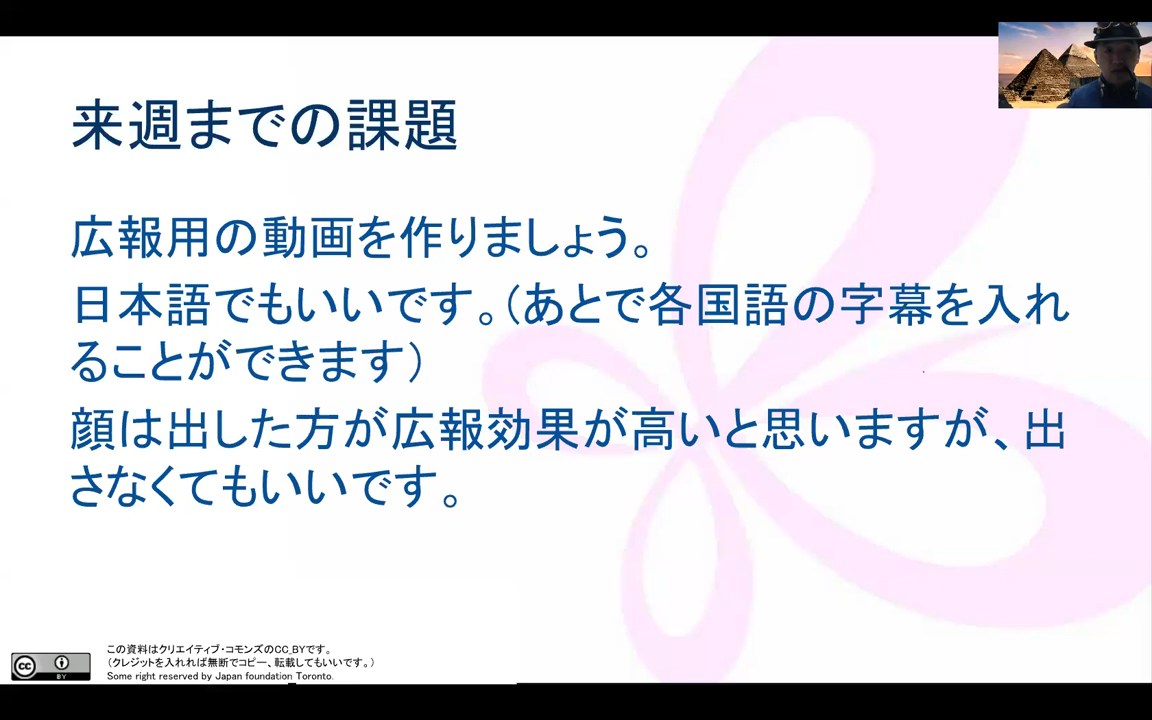 来週までの課題
広報用の動画を作りましょう。
日本語でもいいです。(あとで各国語の字幕を入れ
ることができます)
顔は出した方が広報効果が高いと思いますが、出
さなくてもいいです。
この資料はクリエイティブ・コモンズのCC_BYです。
(クレジットを入れれば無断でコピー、転載してもいいです。)
Some right reserved by Japan foundation Toronto.
cc
BY